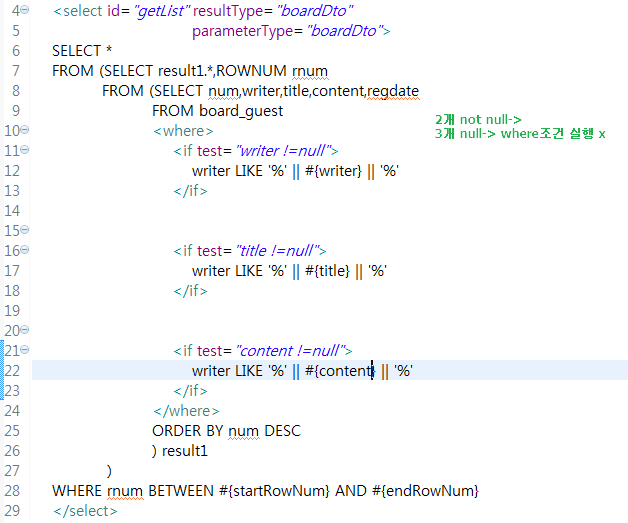 4 <select id="getList" resultType="boardDto"
5 parameterType="boardDto">
6 SELECT *
7 FROM (SELECT result1.*,ROWNUM rnum
8 FROM (SELECT num,writer,title,content,regdate
9 FROM board_guest
2개 not null->
10 <where>
3개 null-> where조건 실행 x
11 <if test="writer !=null">
12 writer LIKE '%' || #{writer} || '%'
13 </if>
14
15
16 <if test="title !=null">
17 writer LIKE '%' || #{title} || '%'
18 </if>
19
20
21 <if test="content !=null">
22 writer LIKE '%' || #{content} || '%'
23 </if>
24 </where>
25 ORDER BY num DESC
26 ) result1
27 )
28 WHERE rnum BETWEEN #{startRowNum} AND #{endRowNum}
29 </select>